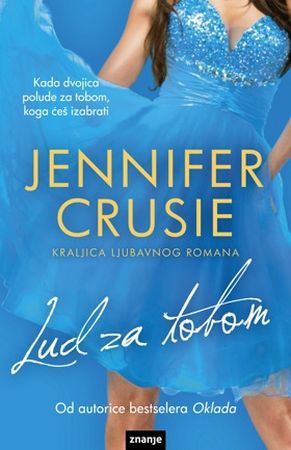 Kada dvojica
polude za tobom,
koga ćeš izabrati
JENNIFER
CRUSIE
KRALJICA LJUBAVNOG ROMANA
Lud za tobom
Od autorice bestselera Oklada
znanje